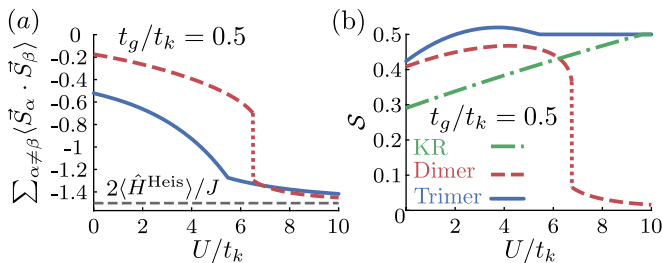 (a)
t_g/t_k = 0.5
∑_{α≠β}⟨S⃗_α · S⃗_β⟩
0
-0.2
-0.4
-0.6
-0.8
-1
-1.2
-1.4
2⟨Ĥ^Heis⟩/J
0 2 4 6 8 10
U/t_k
(b)
S
0.5
0.4
0.3
0.2
0.1
0
t_g/t_k = 0.5
KR
Dimer
Trimer
0 2 4 6 8 10
U/t_k